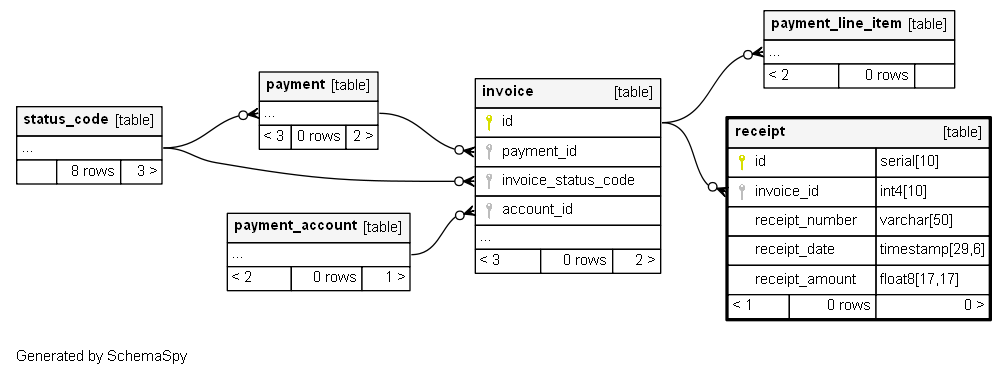 payment_line_item [table]
...
< 2 0 rows
payment [table]
...
< 3 0 rows 2 >
invoice [table]
id
payment_id
invoice_status_code
account_id
...
< 3 0 rows 2 >
status_code [table]
...
8 rows 3 >
receipt [table]
id serial[10]
invoice_id int4[10]
receipt_number varchar[50]
receipt_date timestamp[29,6]
receipt_amount float8[17,17]
< 1 0 rows 0 >
payment_account [table]
...
< 2 0 rows 1 >
Generated by SchemaSpy